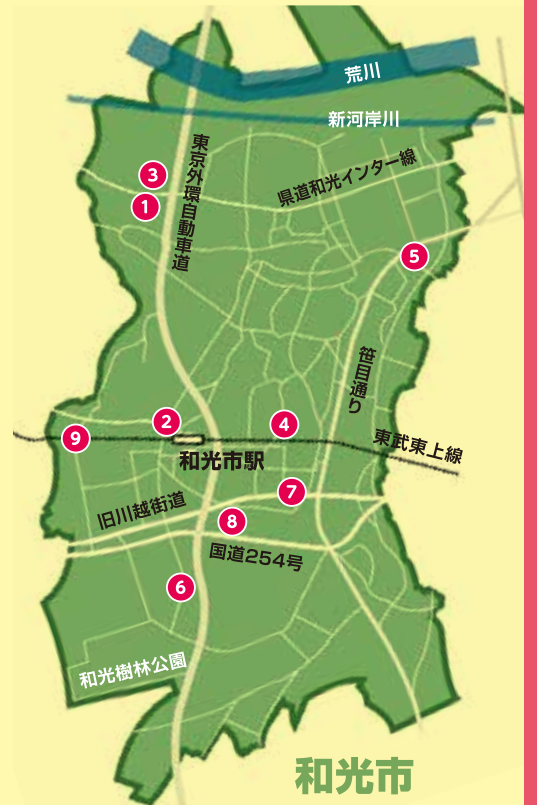 荒川
新河岸川
東京外環自動車道
県道和光インター線
3
1
5
笹目通り
2
4
9
東武東上線
和光市駅
7
旧川越街道
8
国道254号
6
和光樹林公園
和光市